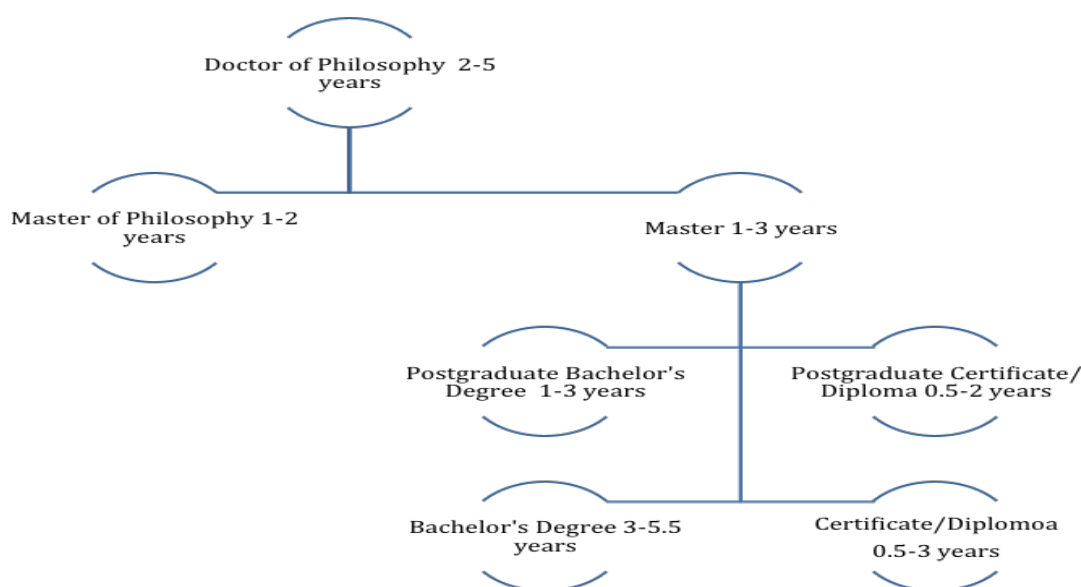 Doctor of Philosophy 2-5
years
Master of Philosophy 1-2
years
Master 1-3 years
Postgraduate Bachelor's
Degree 1-3 years
Postgraduate Certificate/
Diploma 0.5-2 years
Bachelor's Degree 3-5.5
years
Certificate/Diplomoa
0.5-3 years